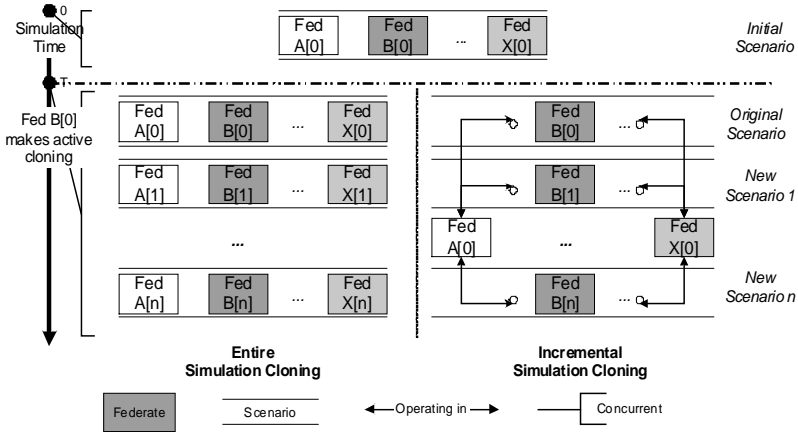 0
Simulation
Time
Fed
A[0]
Fed
B[0]
...
Fed
X[0]
Initial
Scenario
T
Fed B[0]
makes active
cloning
Fed
A[0]
Fed
B[0]
...
Fed
X[0]
Fed
B[0]
...
Original
Scenario
Fed
A[1]
Fed
B[1]
...
Fed
X[1]
Fed
B[1]
...
New
Scenario 1
...
Fed
A[0]
...
Fed
X[0]
Fed
A[n]
Fed
B[n]
...
Fed
X[n]
Fed
B[n]
...
New
Scenario n
Entire
Simulation Cloning
Incremental
Simulation Cloning
Federate
Scenario
Operating in
Concurrent